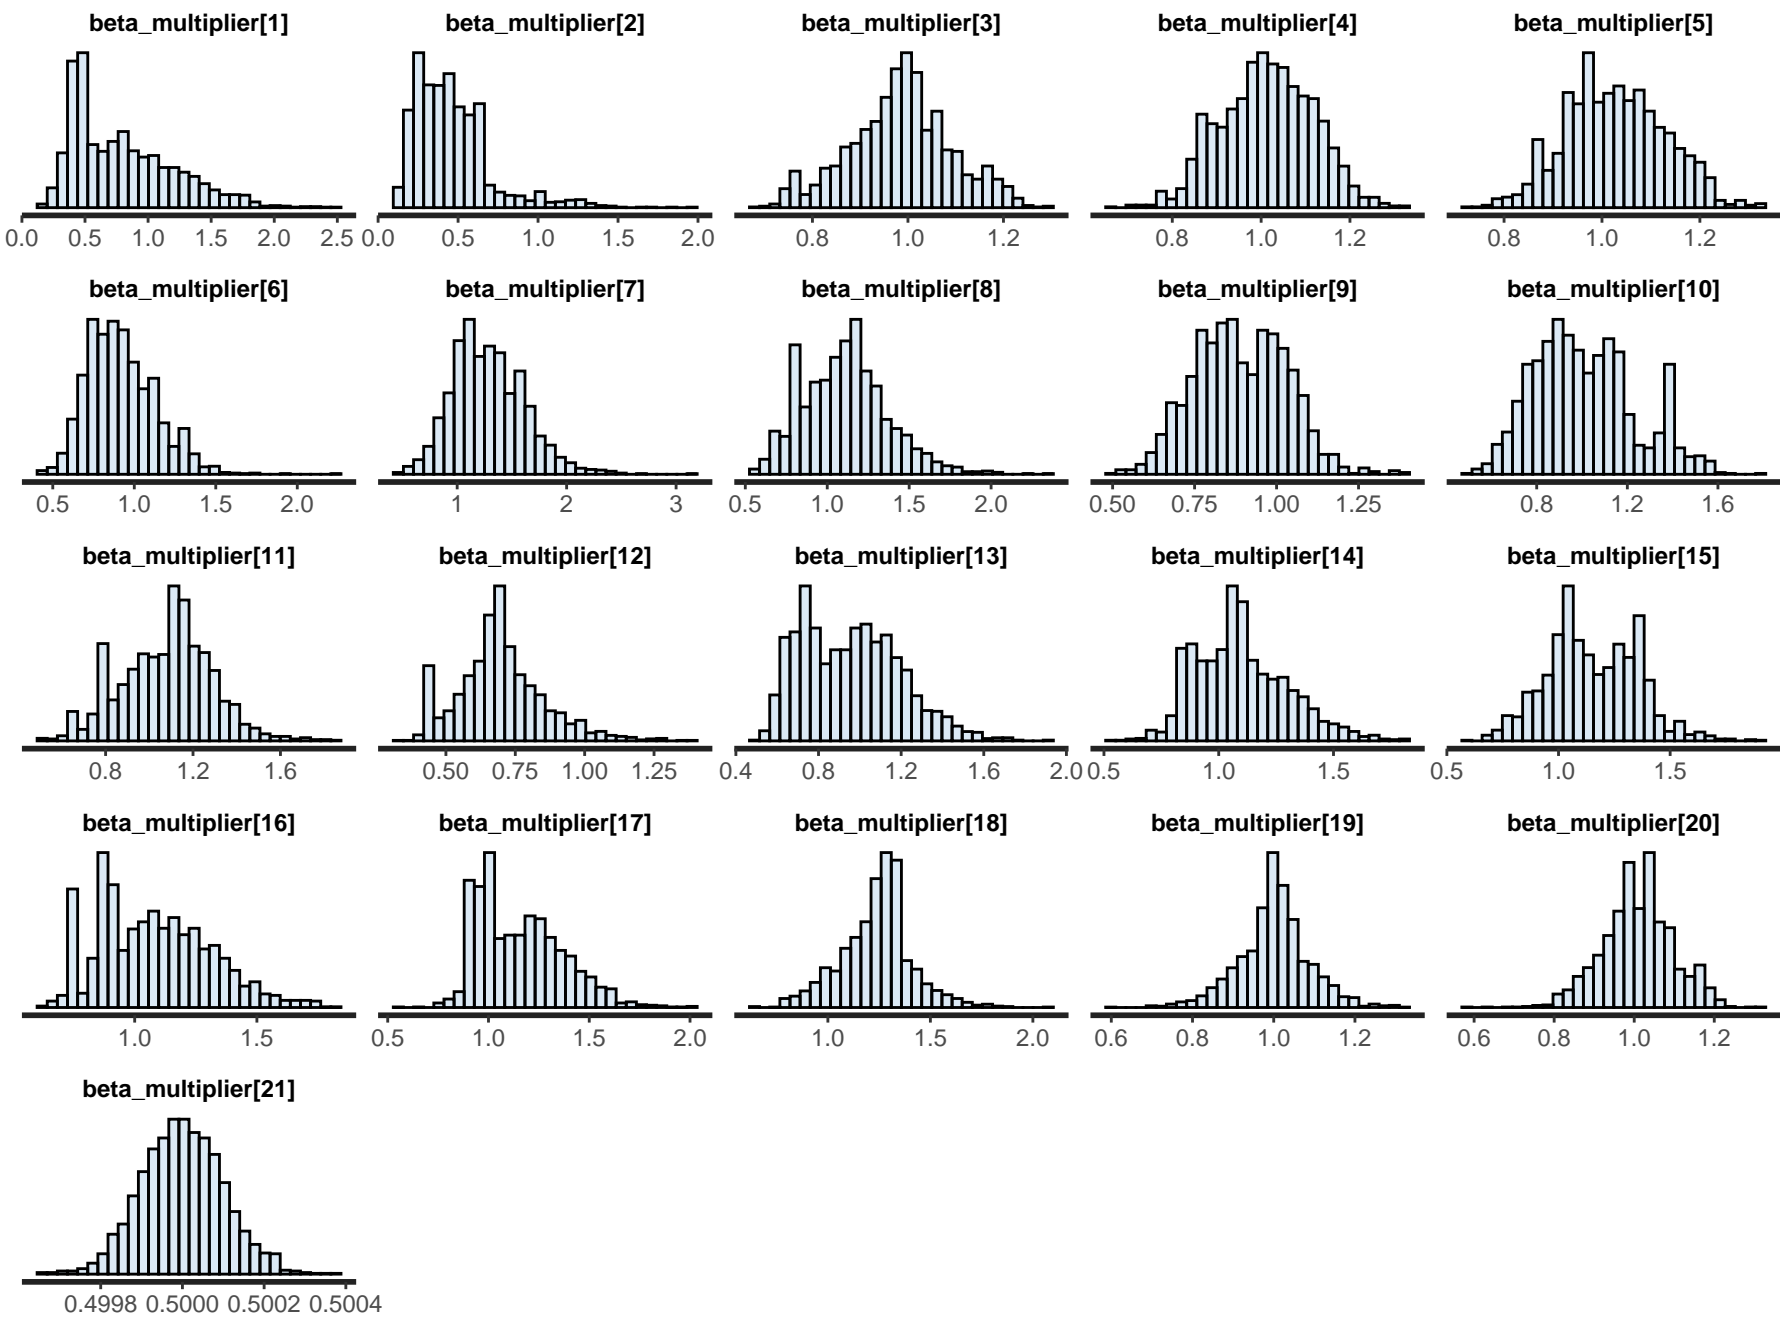 beta_multiplier[1] beta_multiplier[2] beta_multiplier[3] beta_multiplier[4] beta_multiplier[5]
0.0 0.5 1.0 1.5 2.0 2.5 0.0 0.5 1.0 1.5 2.0 0.8 1.0 1.2 0.8 1.0 1.2 0.8 1.0 1.2
beta_multiplier[6] beta_multiplier[7] beta_multiplier[8] beta_multiplier[9] beta_multiplier[10]
0.5 1.0 1.5 2.0 1 2 3 0.5 1.0 1.5 2.0 0.50 0.75 1.00 1.25 0.8 1.2 1.6
beta_multiplier[11] beta_multiplier[12] beta_multiplier[13] beta_multiplier[14] beta_multiplier[15]
0.8 1.2 1.6 0.50 0.75 1.00 1.25 0.4 0.8 1.2 1.6 2.0 0.5 1.0 1.5 0.5 1.0 1.5
beta_multiplier[16] beta_multiplier[17] beta_multiplier[18] beta_multiplier[19] beta_multiplier[20]
1.0 1.5 0.5 1.0 1.5 2.0 1.0 1.5 2.0 0.6 0.8 1.0 1.2 0.6 0.8 1.0 1.2
beta_multiplier[21]
0.4998 0.5000 0.5002 0.5004